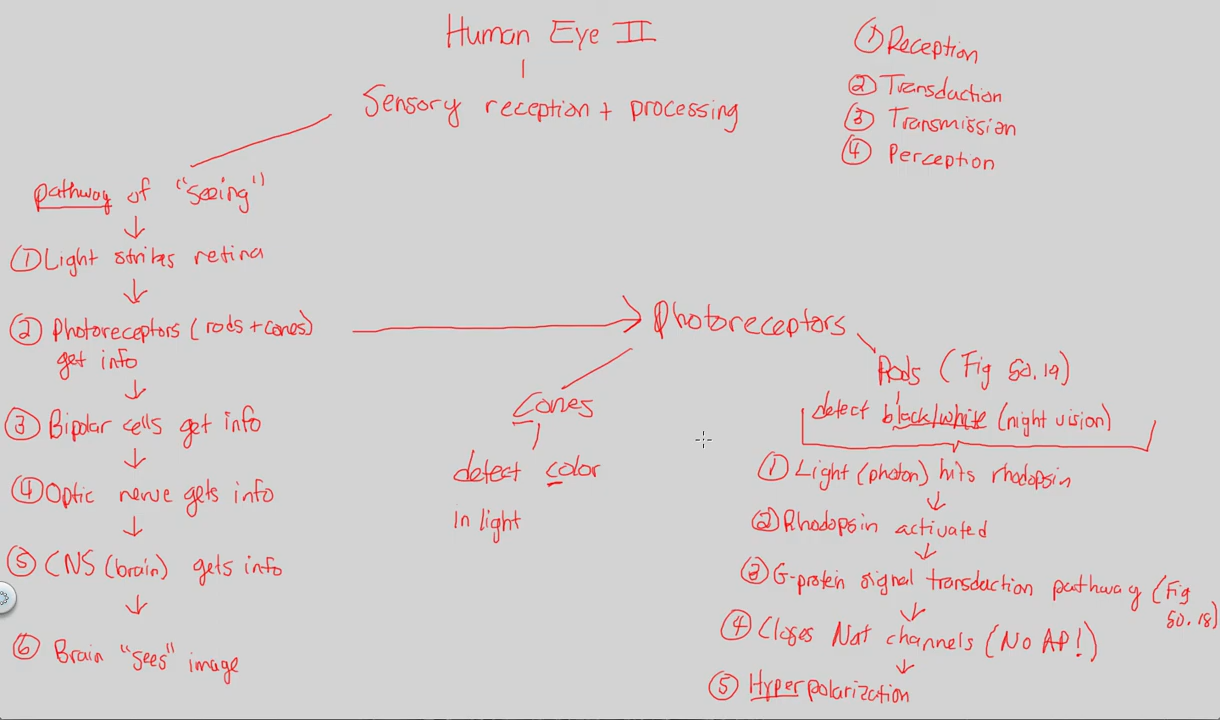 Human Eye II
Sensory reception + processing
① Reception
② Transduction
③ Transmission
④ Perception
pathway of "seeing"
① Light strikes retina
② Photoreceptors (rods + cones)
get info
③ Bipolar cells get info
④ Optic nerve gets info
⑤ CNS (brain) gets info
⑥ Brain "sees" image
Photoreceptors
Cones
detect color
In light
Rods (Fig 50.19)
detect black/white (night vision)
① Light (photon) hits rhodopsin
② Rhodopsin activated
③ G-protein signal transduction pathway (Fig
50.18)
④ Closes Na+ channels (No AP!)
⑤ Hyperpolarization